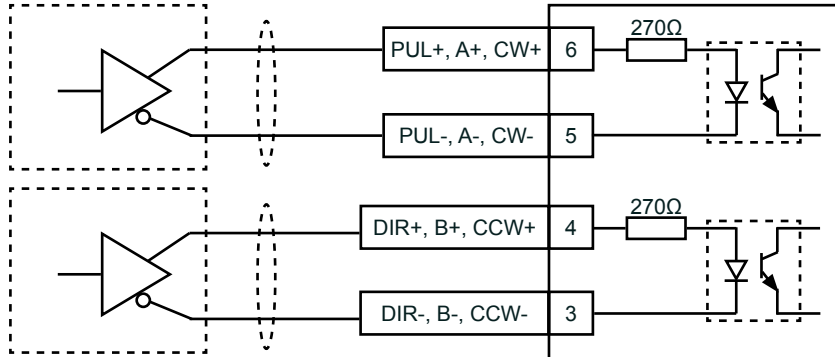 270Ω
PUL+, A+, CW+ 6
PUL-, A-, CW- 5
270Ω
DIR+, B+, CCW+ 4
DIR-, B-, CCW- 3